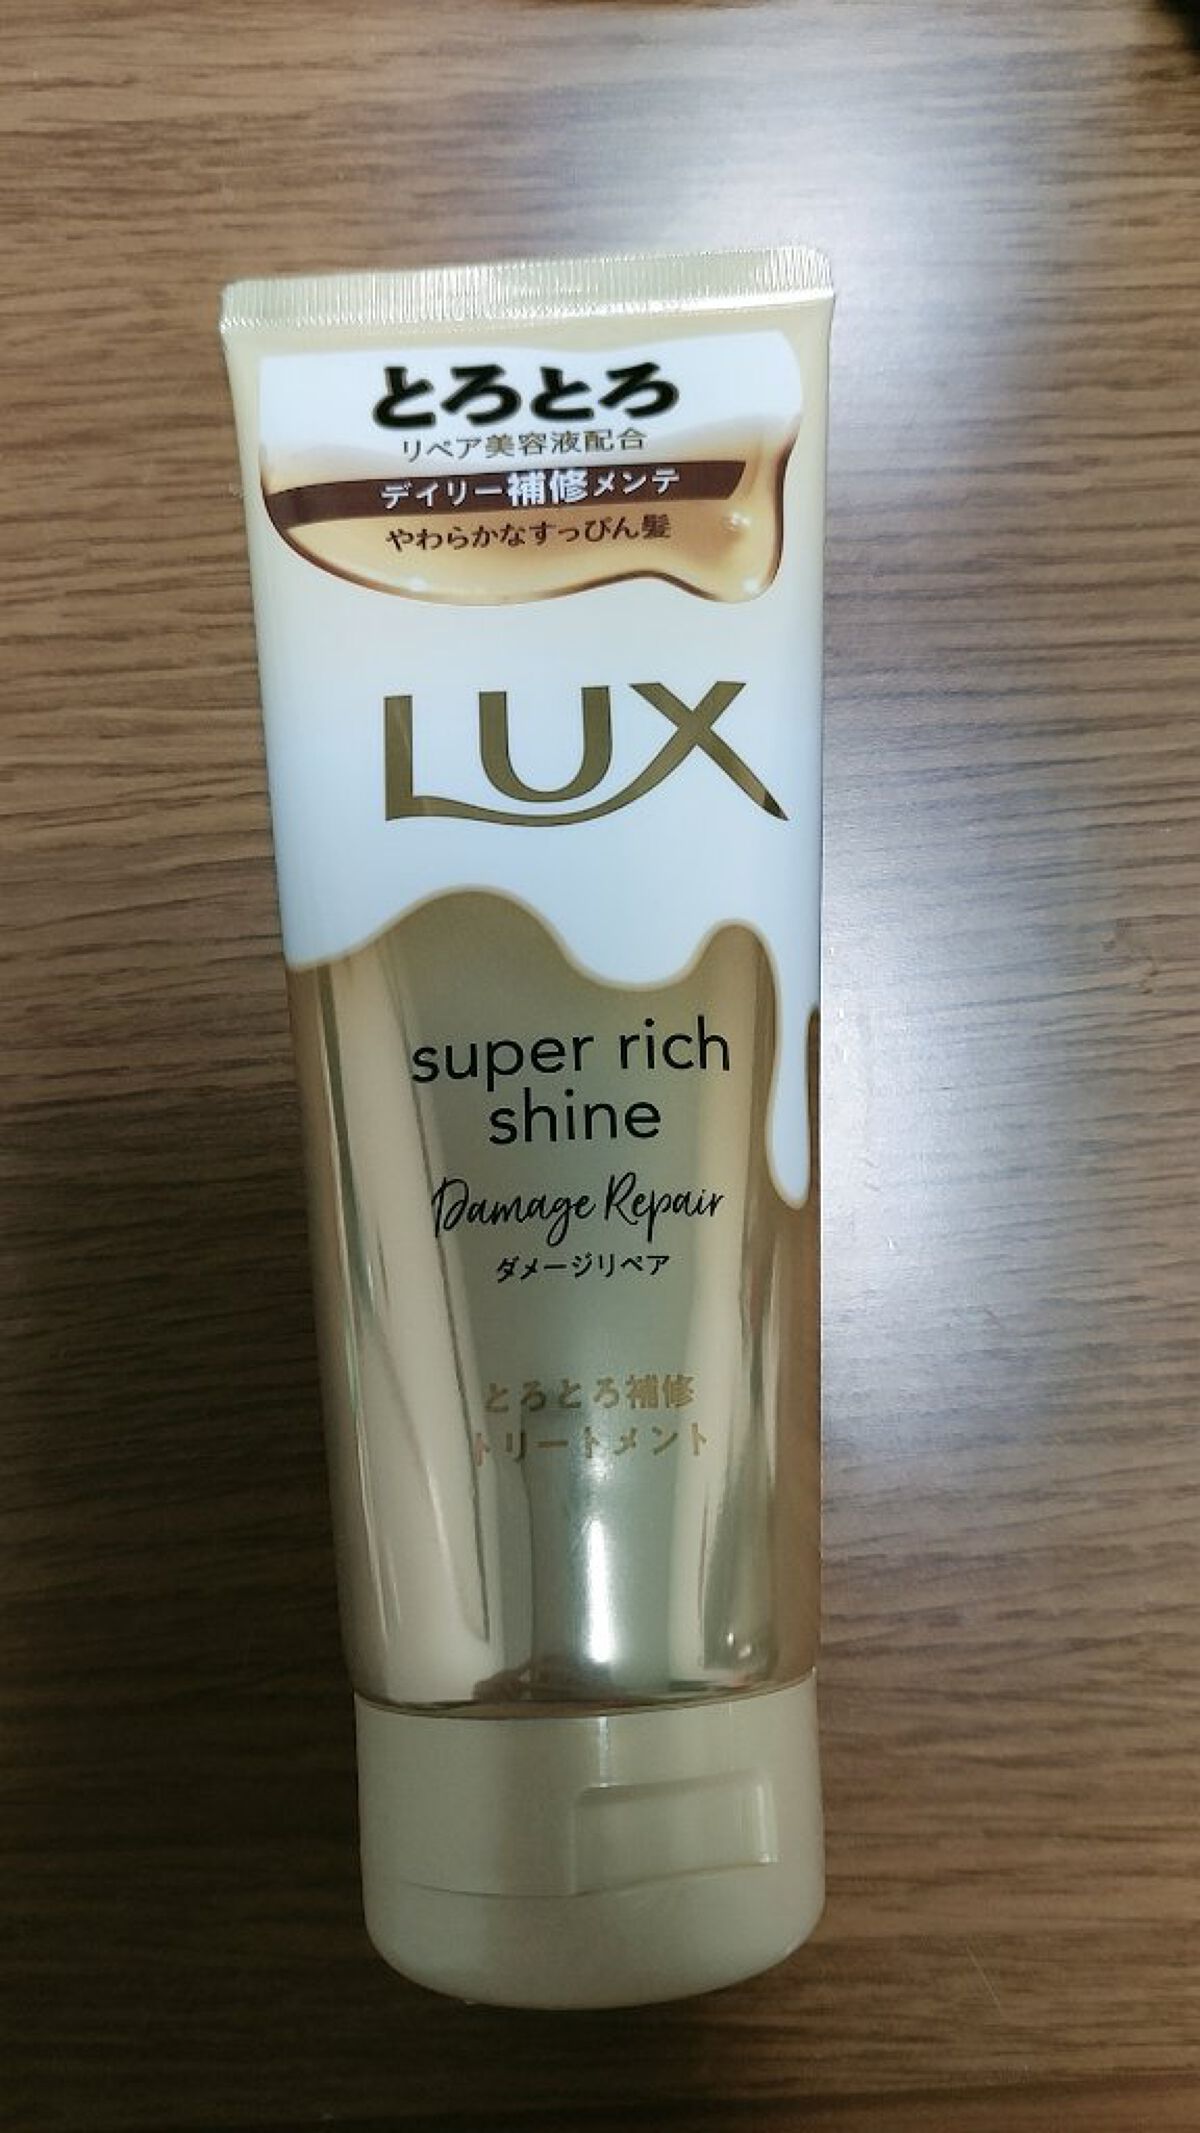 とろとろ
リペア美容液配合
デイリー補修メンテ
やわらかなすっぴん髪
LUX
super rich
shine
Damage Repair
ダメージリペア
とろとろ補修
トリートメント